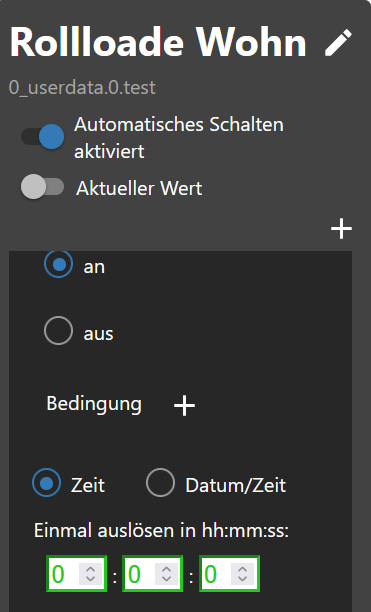 Rollloade Wohn
0_userdata.0.test
Automatisches Schalten
aktiviert
Aktueller Wert
an
aus
Bedingung
Zeit Datum/Zeit
Einmal auslösen in hh:mm:ss:
0 : 0 : 0